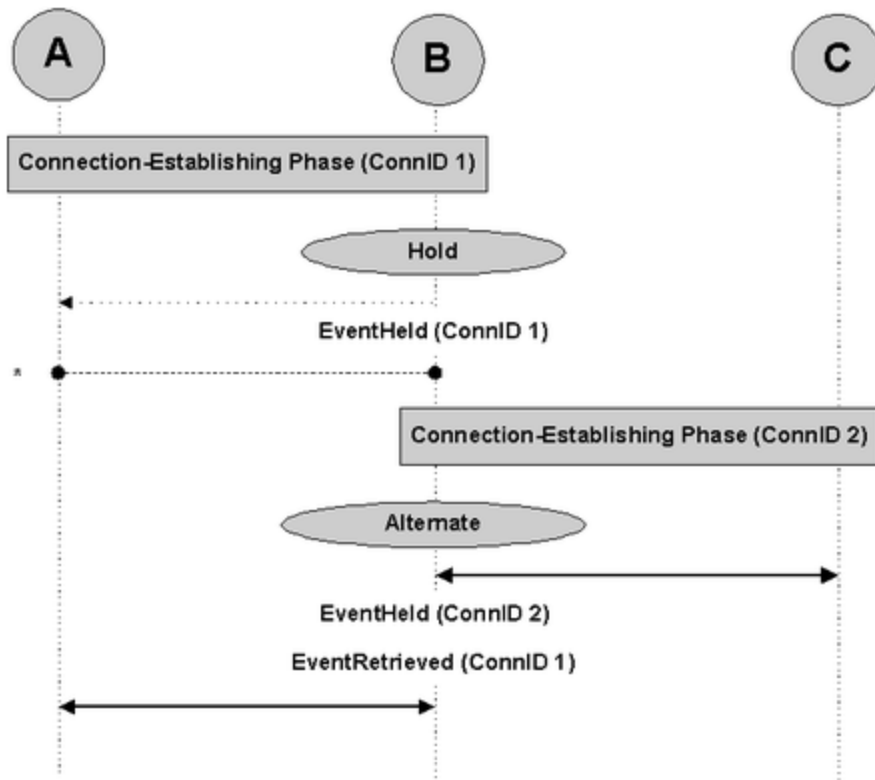 A
B
C
Connection-Establishing Phase (ConnID 1)
Hold
EventHeld (ConnID 1)
*
Connection-Establishing Phase (ConnID 2)
Alternate
EventHeld (ConnID 2)
EventRetrieved (ConnID 1)